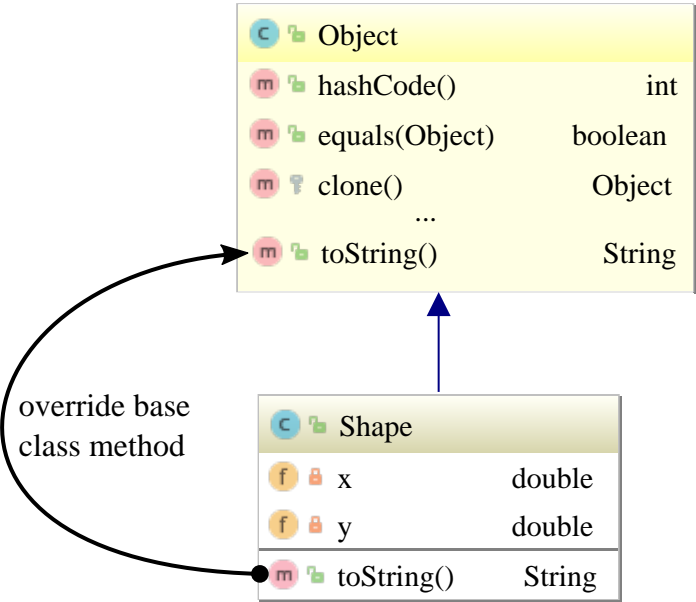 C Object
m hashCode() int
m equals(Object) boolean
m clone() Object
...
m toString() String
override base
class method
C Shape
f x double
f y double
m toString() String